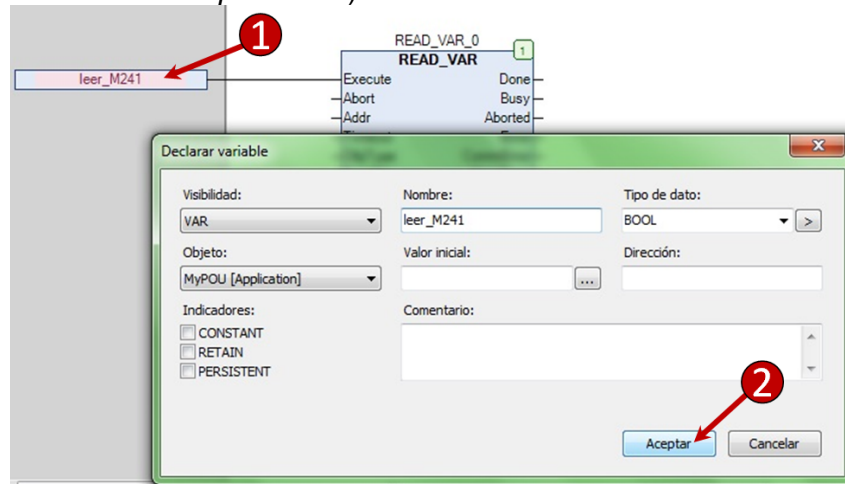 1
READ_VAR_0
1
READ_VAR
leer_M241
Execute Done
Abort Busy
Addr Aborted
Declarar variable
x
Visibilidad: Nombre: Tipo de dato:
VAR leer_M241 BOOL >
Objeto: Valor inicial: Dirección:
MyPOU [Application] ...
Indicadores: Comentario:
CONSTANT
RETAIN
PERSISTENT
2
Aceptar Cancelar